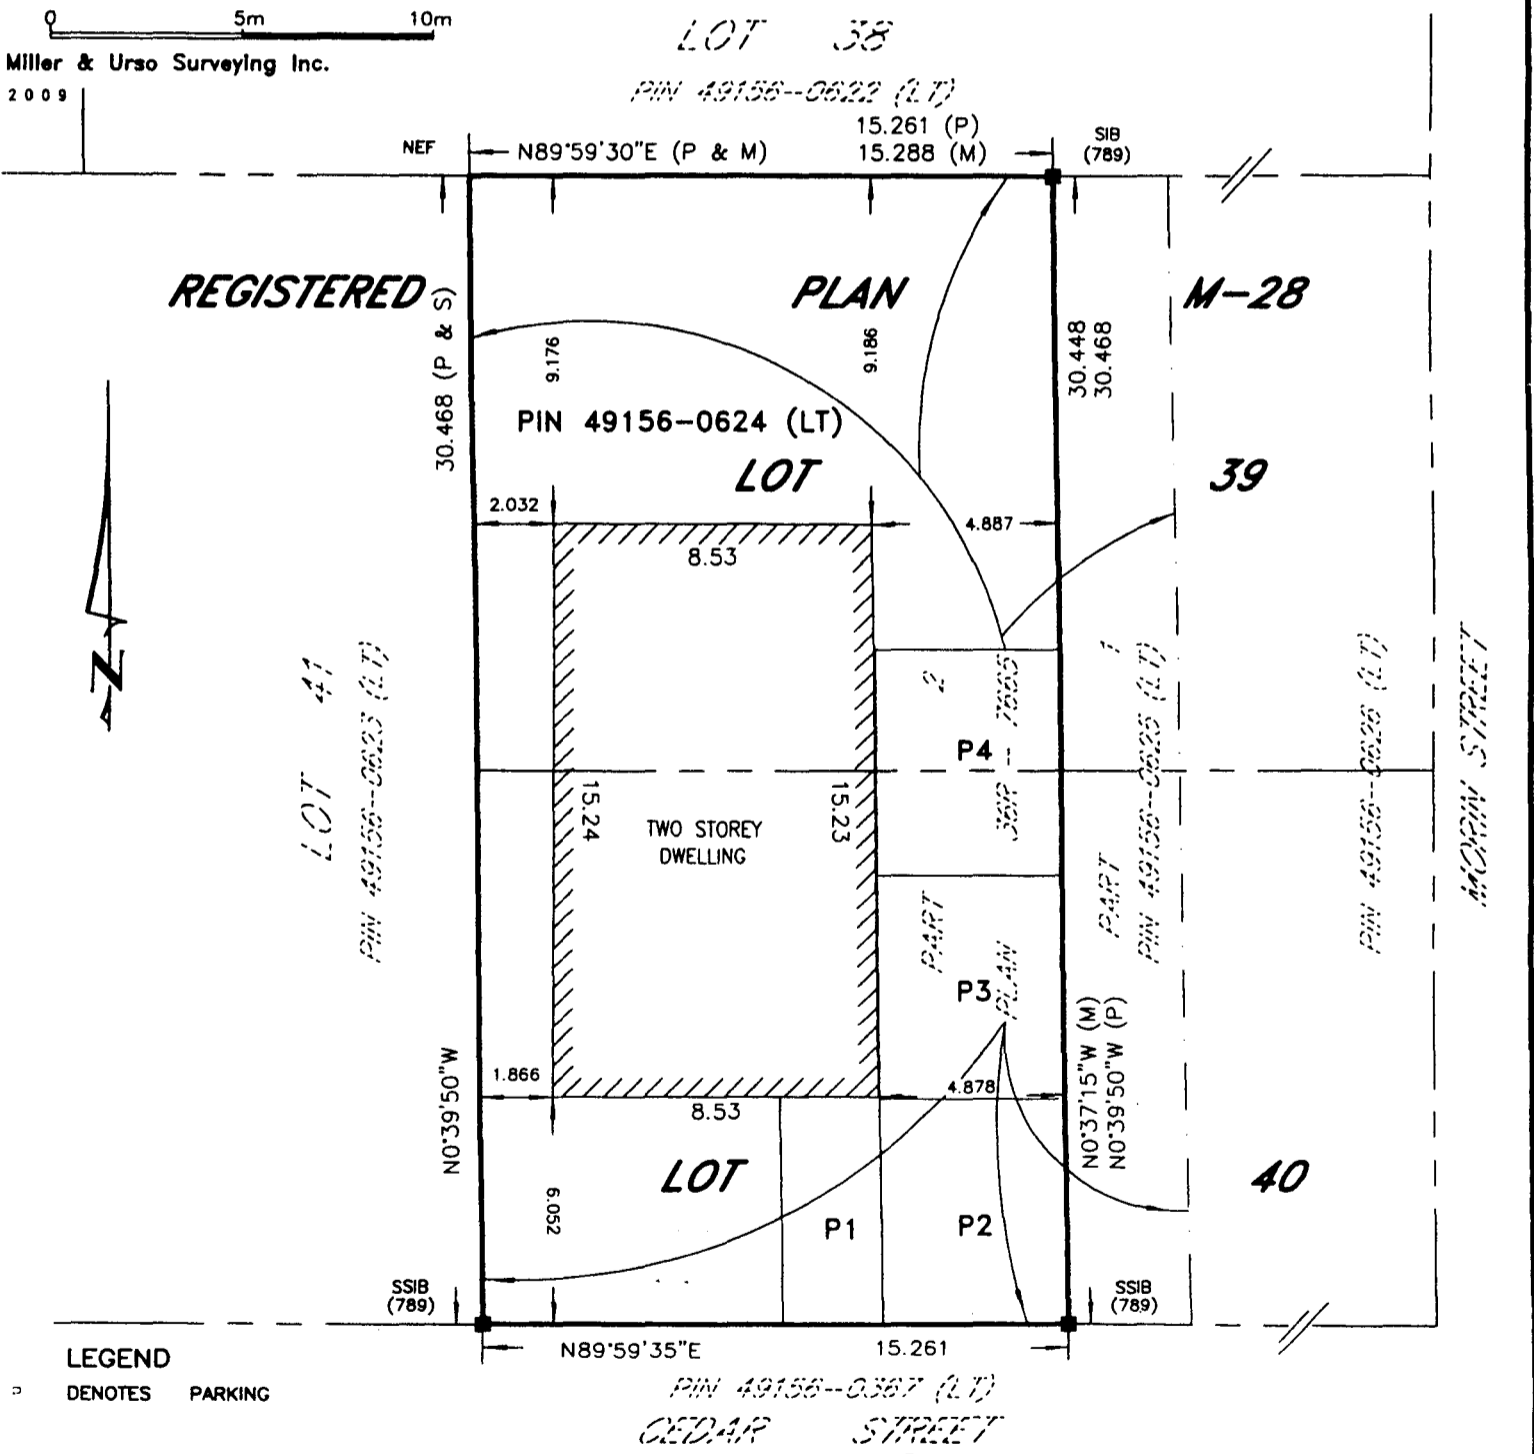 0 5m 10m
Miller & Urso Surveying Inc.
2009
LOT 38
PIN 49156--0622 (LT)
15.261 (P)
NEF
N89°59'30"E (P & M)
15.288 (M)
SIB
(789)
REGISTERED PLAN M-28
30.468 (P & S)
9.176
9.186
30.448
30.468
PIN 49156-0624 (LT)
LOT 39
2.032
4.887
8.53
N
LOT 41
PIN 49156--0623 (LT)
2
1
P4
15.24
15.23
TWO STOREY
DWELLING
PART
P3
PLAN 36R -- 7665
PART
PIN 49156--0625 (LT)
PIN 49156--0626 (LT)
MORRIN STREET
N0°39'50"W
1.866
4.878
8.53
N0°37'15"W (M)
N0°39'50"W (P)
LOT 40
6.052
P1
P2
SSIB
(789)
SSIB
(789)
N89°59'35"E
15.261
LEGEND
P DENOTES PARKING
PIN 49156--0367 (LT)
CEDAR STREET